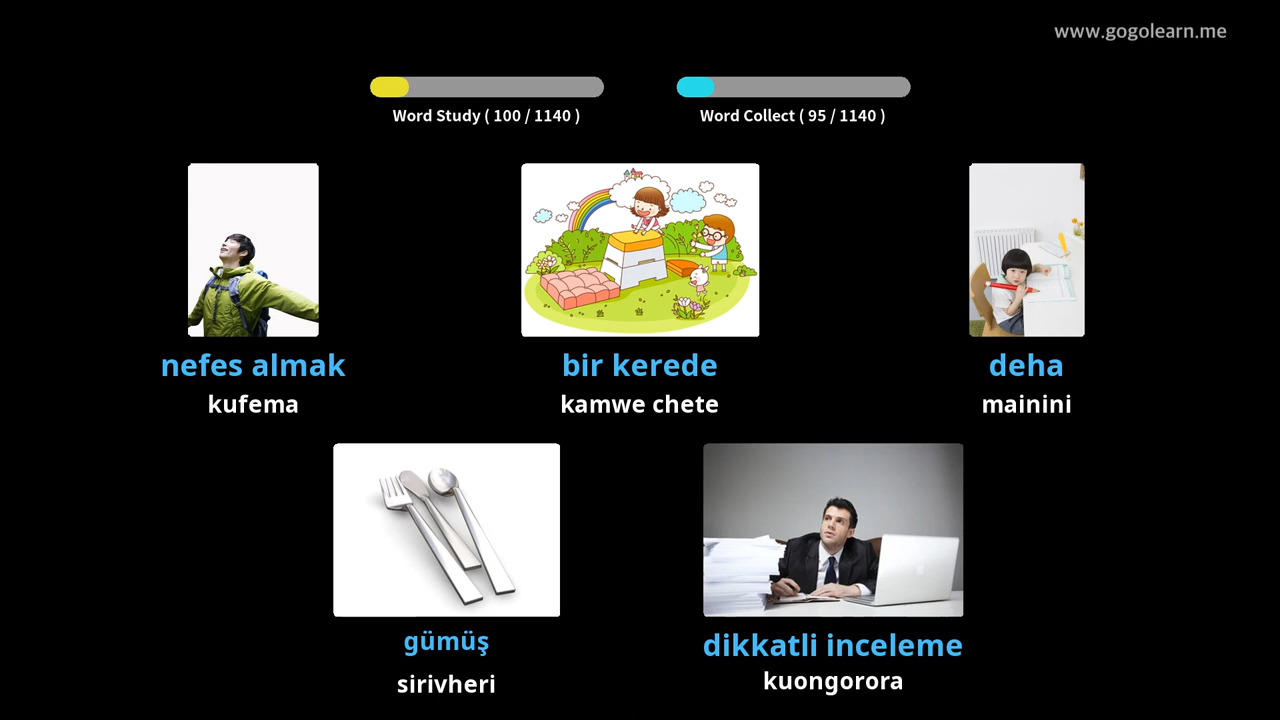 www.gogolearn.me
Word Study ( 100 / 1140 )
Word Collect ( 95 / 1140 )
nefes almak
kufema
bir kerede
kamwe chete
deha
mainini
gümüş
sirivheri
dikkatli inceleme
kuongorora